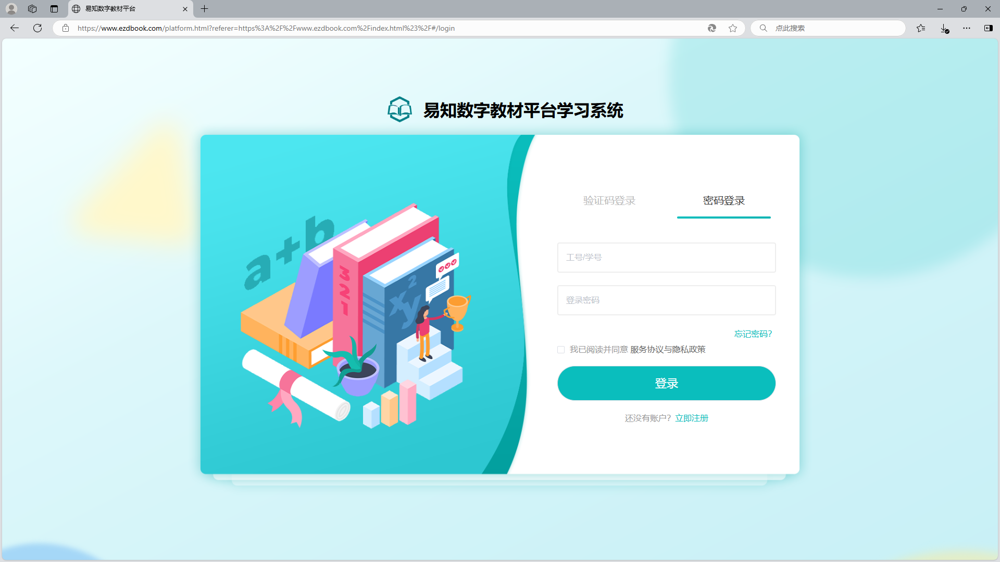 易知数字教材平台
https://www.ezdbook.com/platform.html?referer=https%3A%2F%2Fwww.ezdbook.com%2Findex.html%23%2F#/login
点此搜索
易知数字教材平台学习系统
验证码登录
密码登录
a+b
321
xy2
工号/学号
登录密码
忘记密码?
我已阅读并同意 服务协议与隐私政策
登录
还没有账户? 立即注册